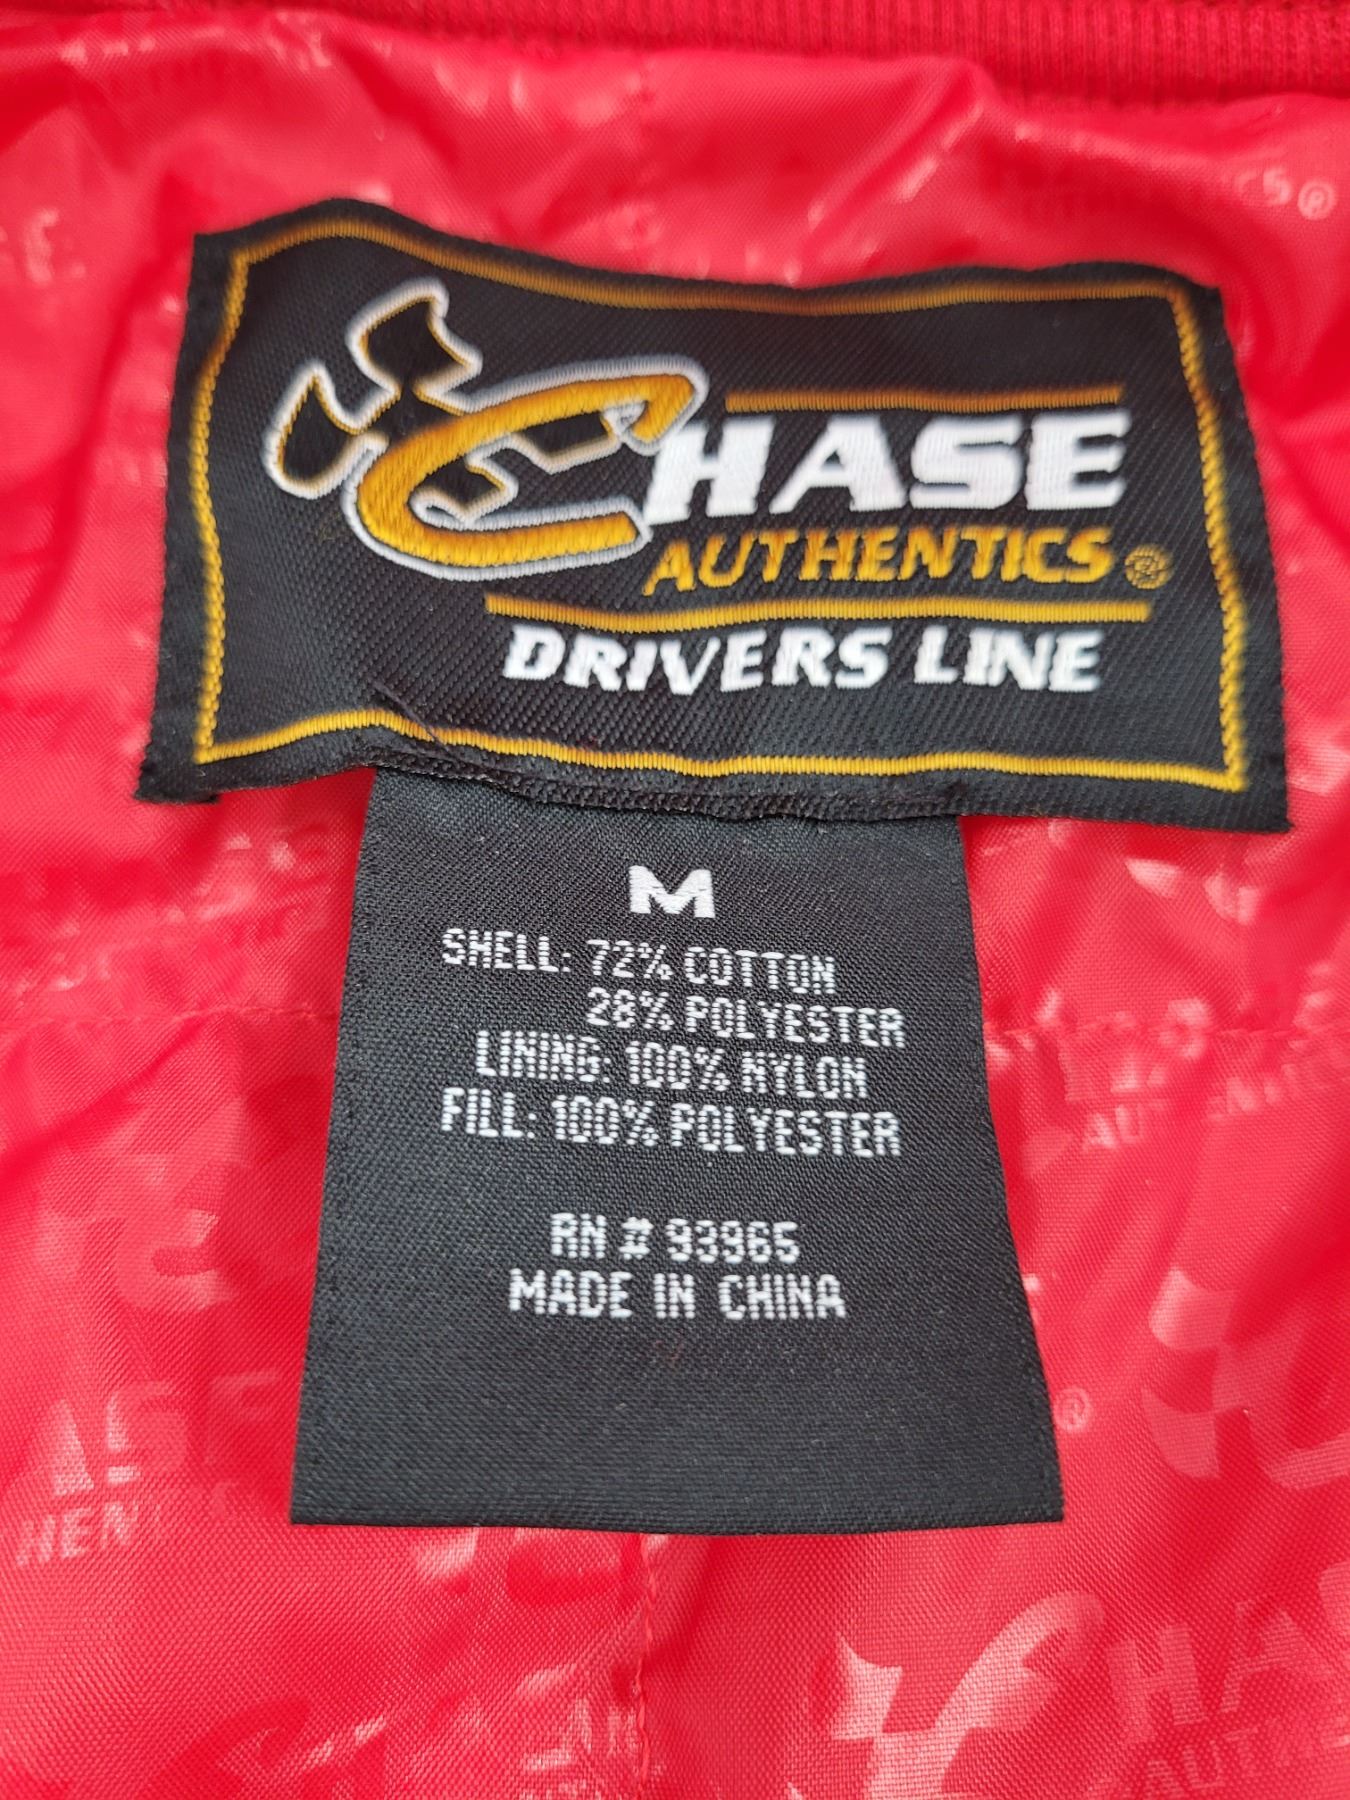 CHASE
AUTHENTICS®
DRIVERS LINE
M
SHELL: 72% COTTON
28% POLYESTER
LINING: 100% NYLON
FILL: 100% POLYESTER
RN # 93965
MADE IN CHINA